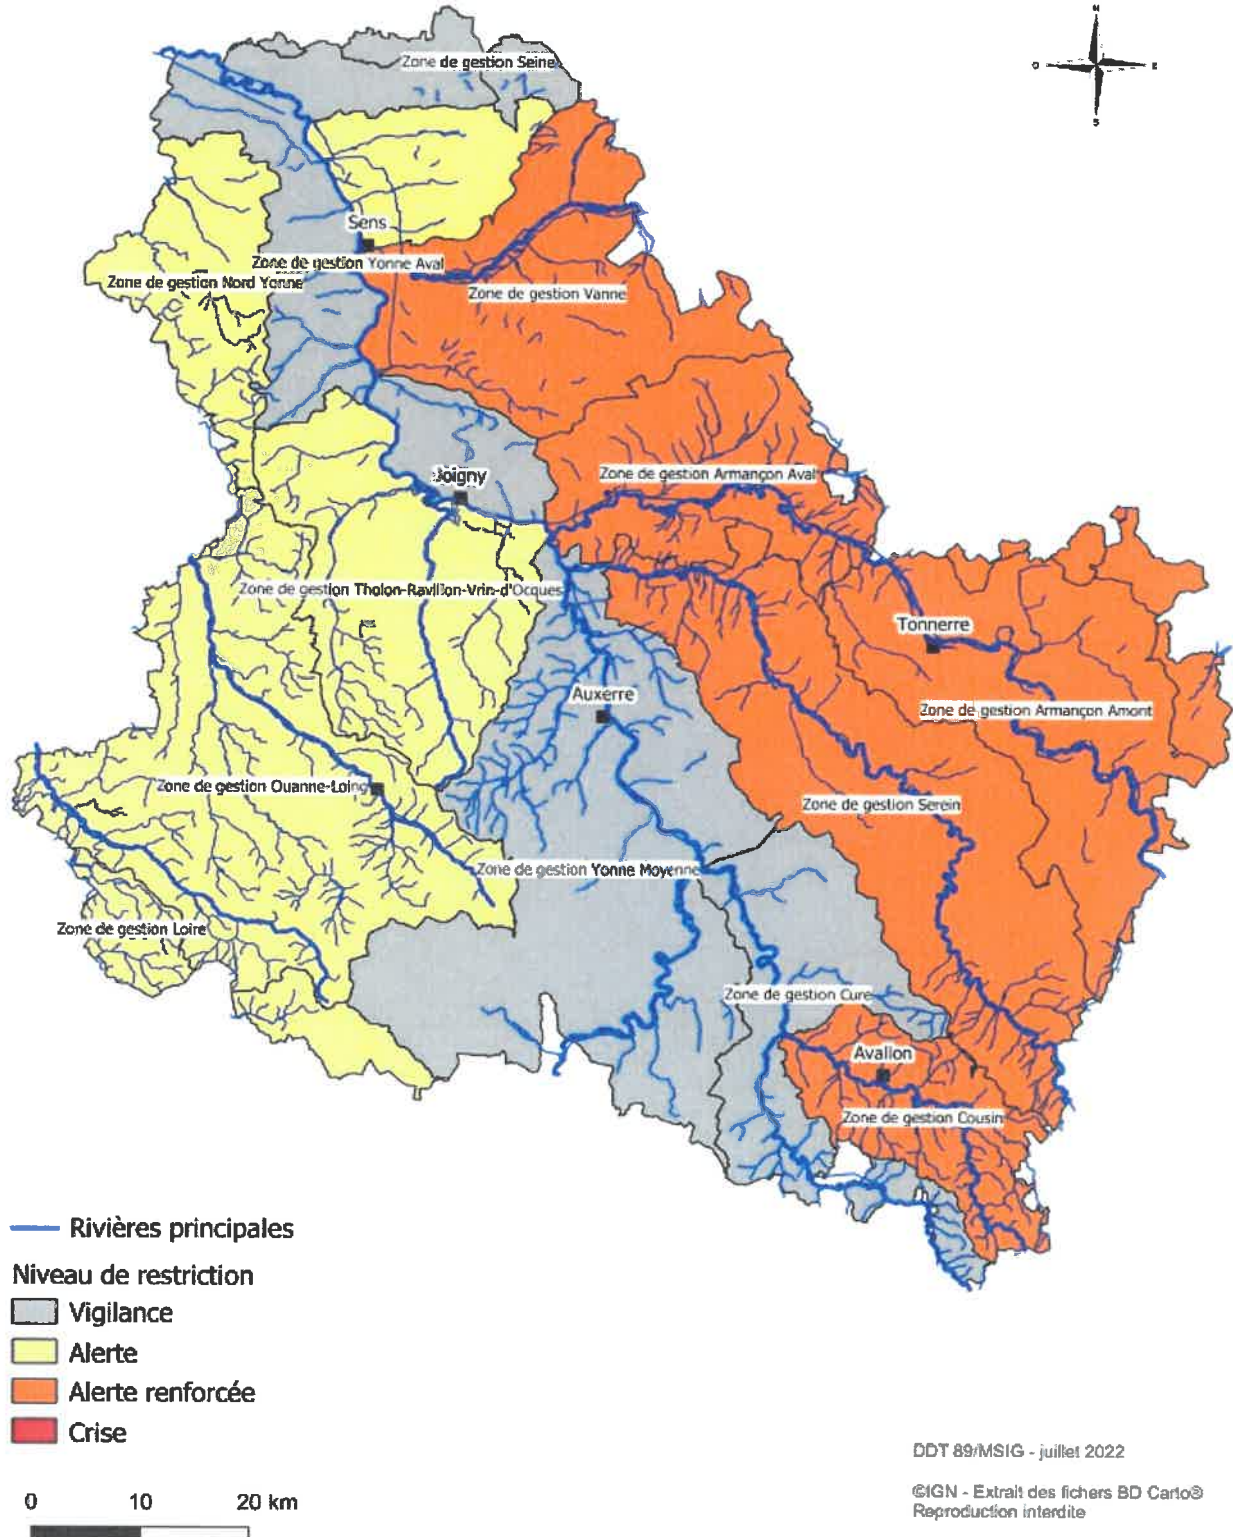 N
O
E
S
Zone de gestion Seine
Sens
Zone de gestion Yonne Aval
Zone de gestion Nord Yonne
Zone de gestion Vanne
Zone de gestion Armançon Aval
Joigny
Zone de gestion Tholon-Ravillon-Vrin-d'Ocques
Tonnerre
Auxerre
Zone de gestion Armançon Amont
Zone de gestion Ouanne-Loing
Zone de gestion Serein
Zone de gestion Yonne Moyenne
Zone de gestion Loire
Zone de gestion Cure
Avallon
Zone de gestion Cousin
Rivières principales
Niveau de restriction
Vigilance
Alerte
Alerte renforcée
Crise
0 10 20 km
DDT 89/MSIG - juillet 2022
©IGN - Extrait des fichers BD Carto®
Reproduction interdite